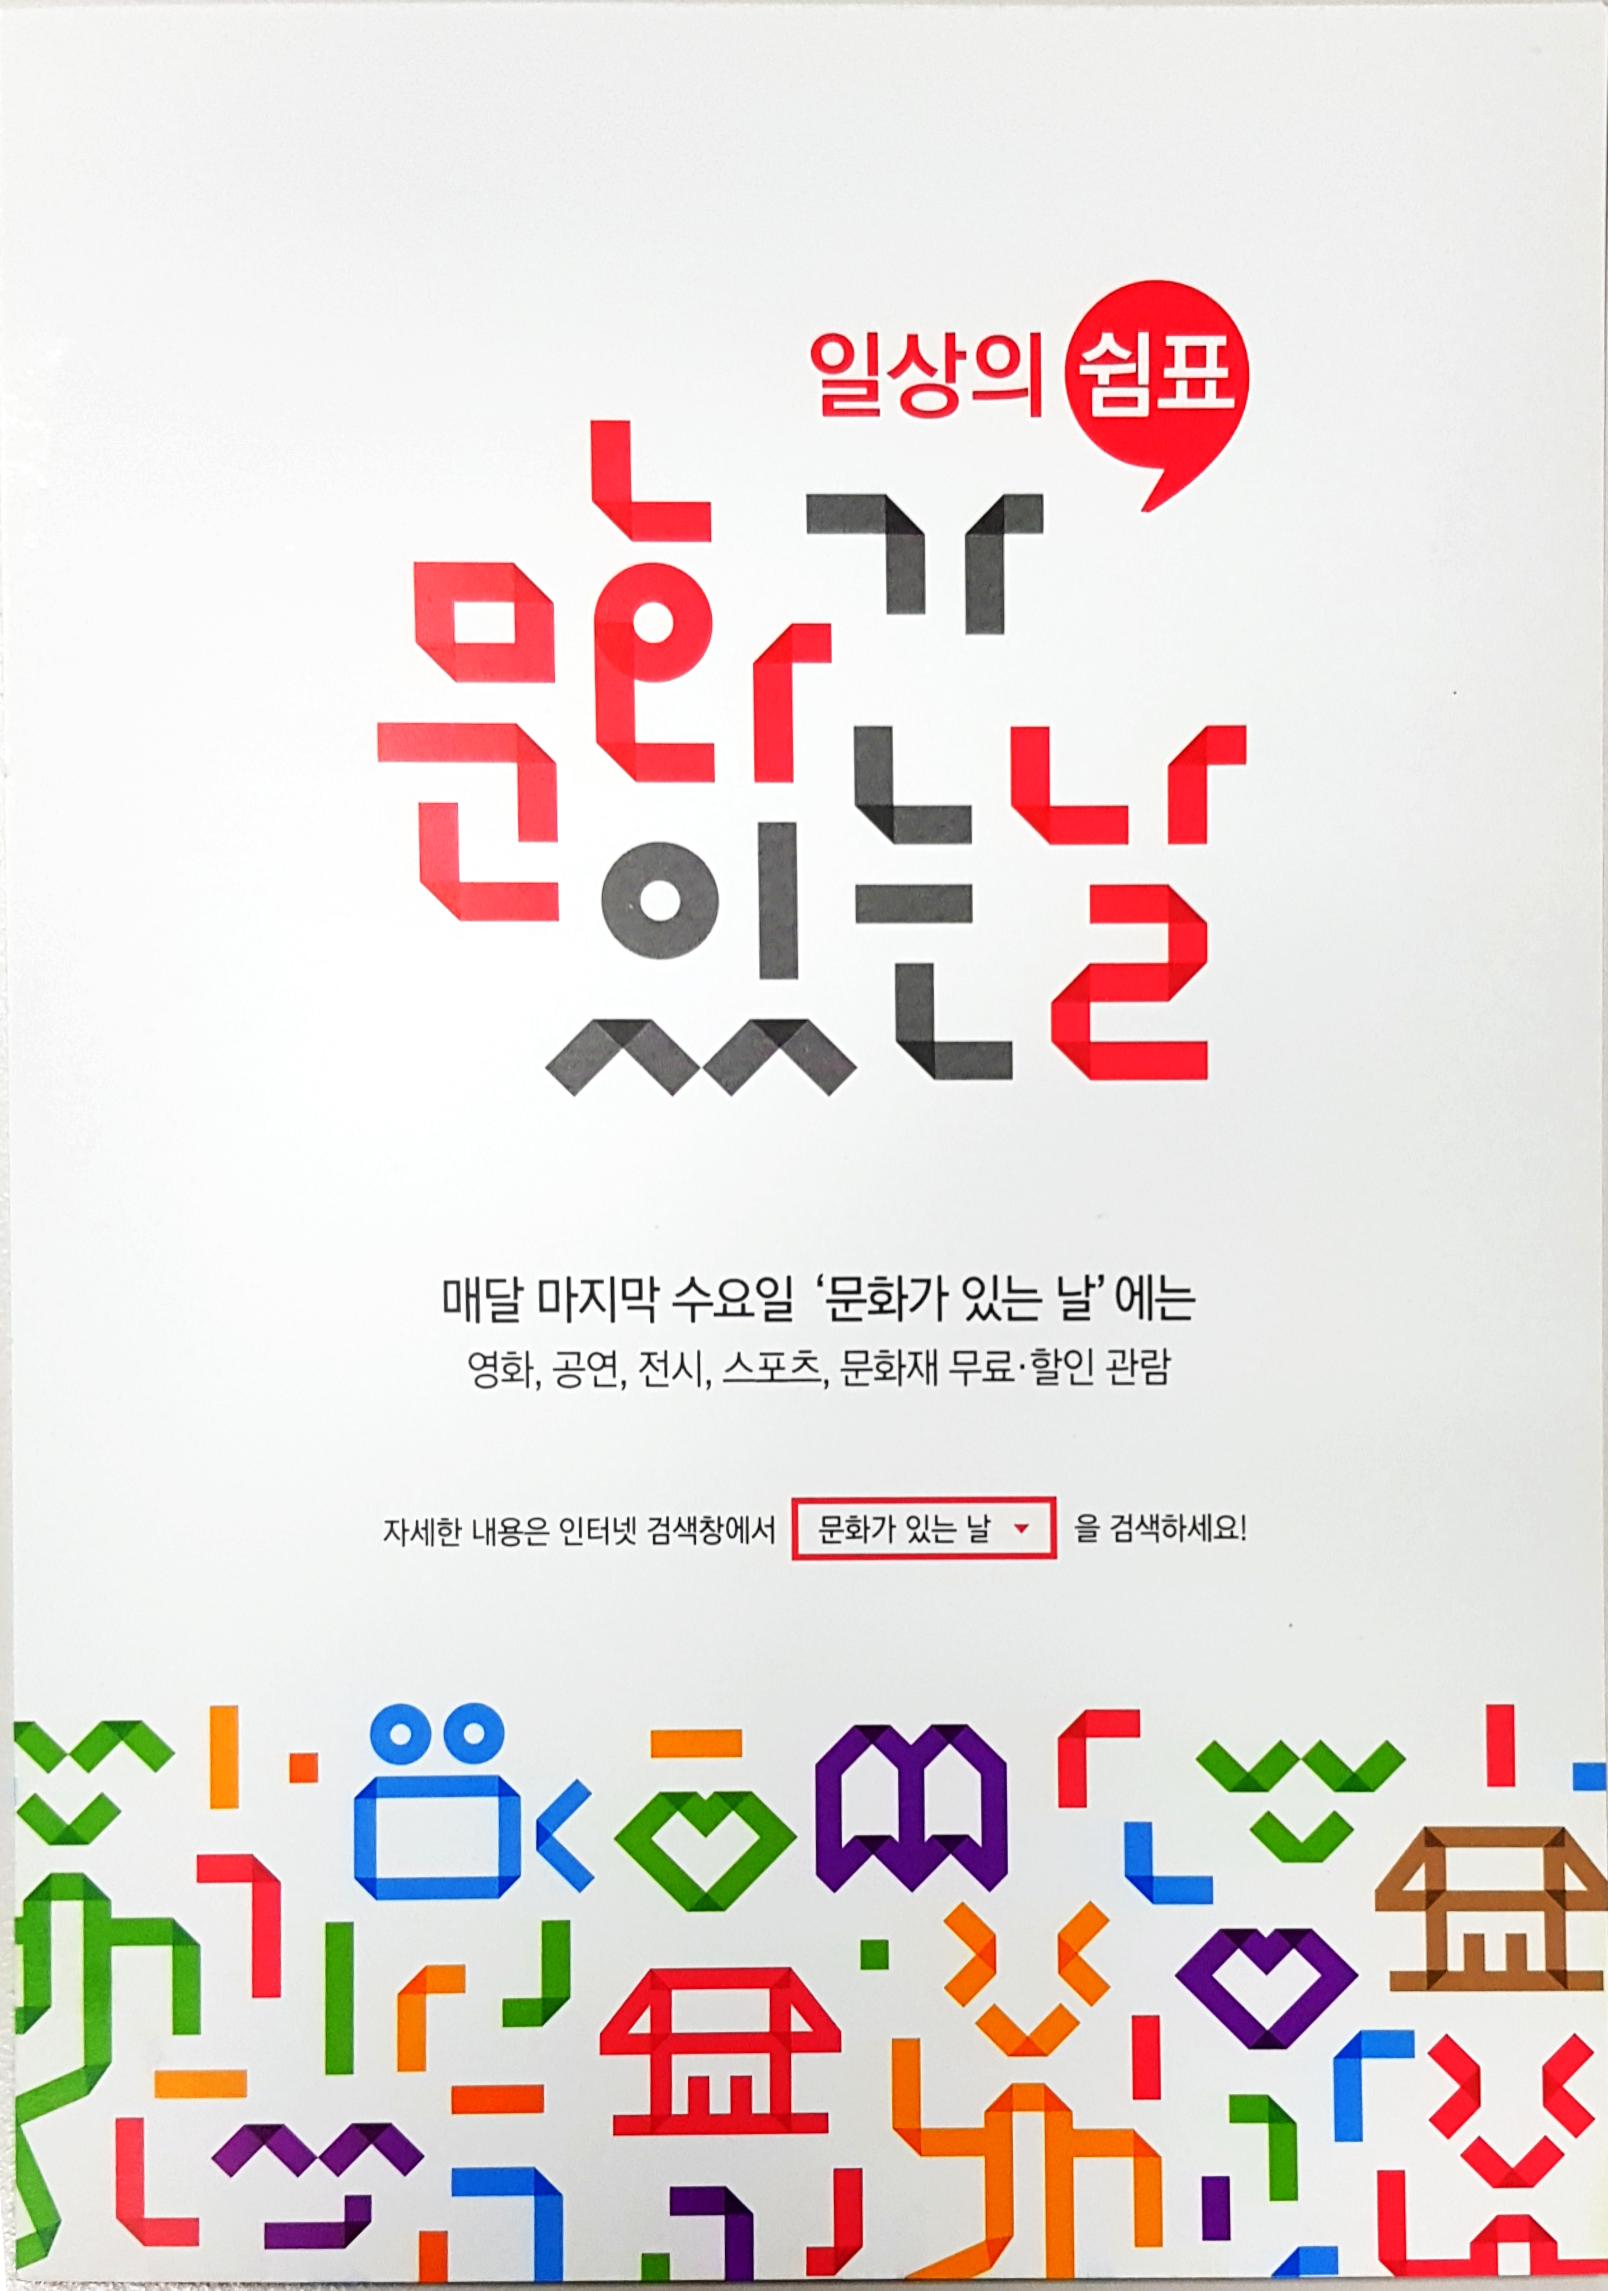 일상의 쉼표
문화가
있는 날
매달 마지막 수요일 ‘문화가 있는 날’에는
영화, 공연, 전시, 스포츠, 문화재 무료·할인 관람
자세한 내용은 인터넷 검색창에서 문화가 있는 날 을 검색하세요!